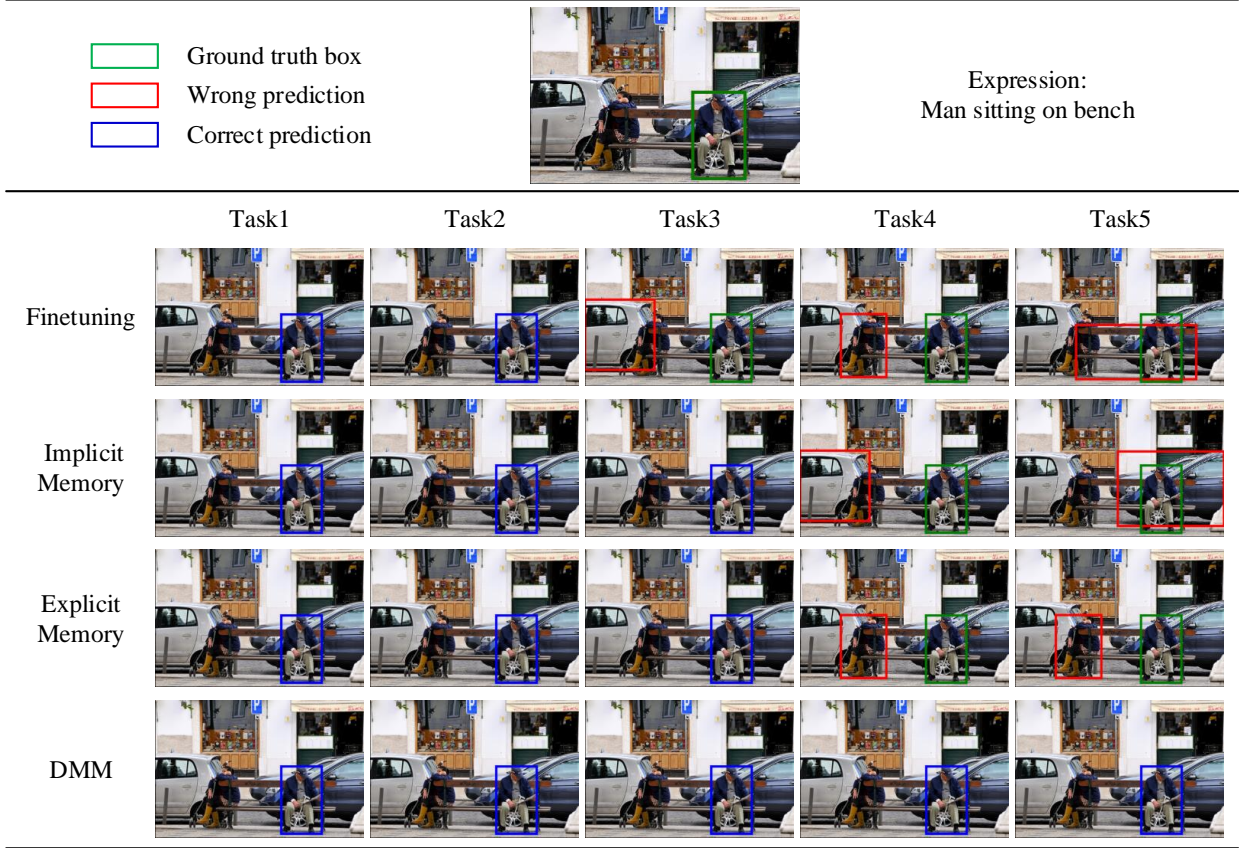 Ground truth box
Wrong prediction
Correct prediction
Expression:
Man sitting on bench
Task1 Task2 Task3 Task4 Task5
Finetuning
Implicit
Memory
Explicit
Memory
DMM